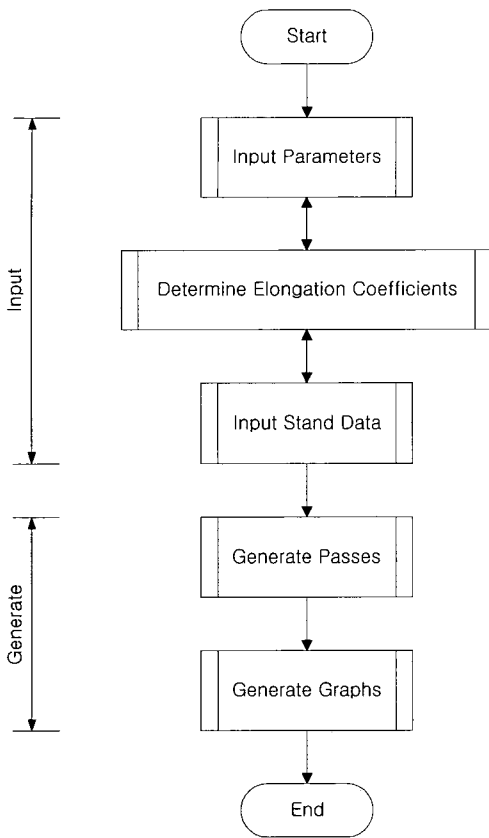 Start
Input Parameters
Determine Elongation Coefficients
Input Stand Data
Input
Generate Passes
Generate Graphs
Generate
End